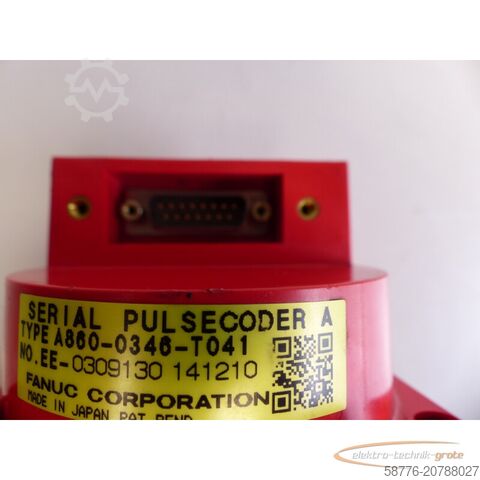 SERIAL PULSECODER A
TYPE A860-0346-T041
NO.EE-0309130 141210
FANUC CORPORATION
MADE IN JAPAN PAT.PEND
elektro-technik-grote
58776-20788027